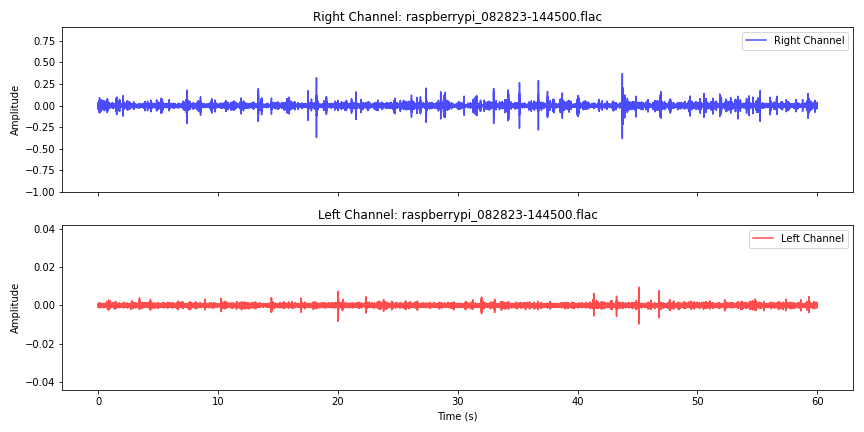 Right Channel: raspberrypi_082823-144500.flac
Right Channel
Amplitude
0.75
0.50
0.25
0.00
−0.25
−0.50
−0.75
−1.00
Left Channel: raspberrypi_082823-144500.flac
Left Channel
Amplitude
0.04
0.02
0.00
−0.02
−0.04
0 10 20 30 40 50 60
Time (s)